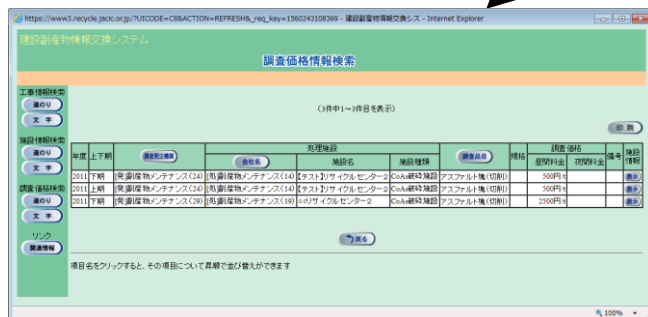 https://www3.recycle.jacic.or.jp/?UICODE=C8&ACTION=REFRESH&_req_key=1560243108369 - 建設副産物情報交換シス - Internet Explorer
建設副産物情報交換システム
調査価格情報検索
工事情報検索
道のり
文 字
施設情報検索
道のり
文 字
調査価格検索
道のり
文 字
リンク
関連情報
(3件中1~3件目を表示)
印 刷
年度 上下期 調査発注機関 処理施設 調査品目 規格 調査価格 備考 施設情報
会社名 施設名 施設種類 昼間料金 夜間料金
2011 下期 [発]副産物メンテナンス(24) [処]副産物メンテナンス(14) 【テスト】リサイクルセンター2 CoAs破砕施設 アスファルト塊(切削) 500円/t 表示
2011 下期 [発]副産物メンテナンス(24) [処]副産物メンテナンス(14) 【テスト】リサイクルセンター2 CoAs破砕施設 アスファルト塊(切削) 500円/t 表示
2011 下期 [発]副産物メンテナンス(29) [処]副産物メンテナンス(19) ○リサイクルセンター2 CoAs破砕施設 アスファルト塊(切削) 2500円/t 表示
戻る
項目名をクリックすると、その項目について昇順で並び替えができます
100%